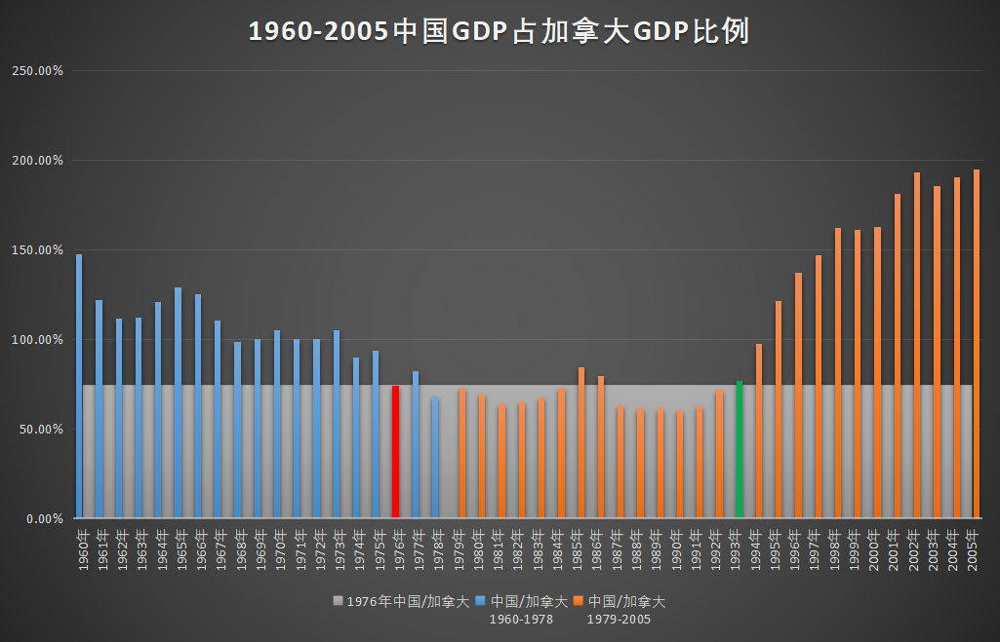 1960-2005中国GDP占加拿大GDP比例
250.00%
200.00%
150.00%
100.00%
50.00%
0.00%
1960年
1961年
1962年
1963年
1964年
1965年
1966年
1967年
1968年
1969年
1970年
1971年
1972年
1973年
1974年
1975年
1976年
1977年
1978年
1979年
1980年
1981年
1982年
1983年
1984年
1985年
1986年
1987年
1988年
1989年
1990年
1991年
1992年
1993年
1994年
1995年
1996年
1997年
1998年
1999年
2000年
2001年
2002年
2003年
2004年
2005年
1976年中国/加拿大
中国/加拿大
1960-1978
中国/加拿大
1979-2005